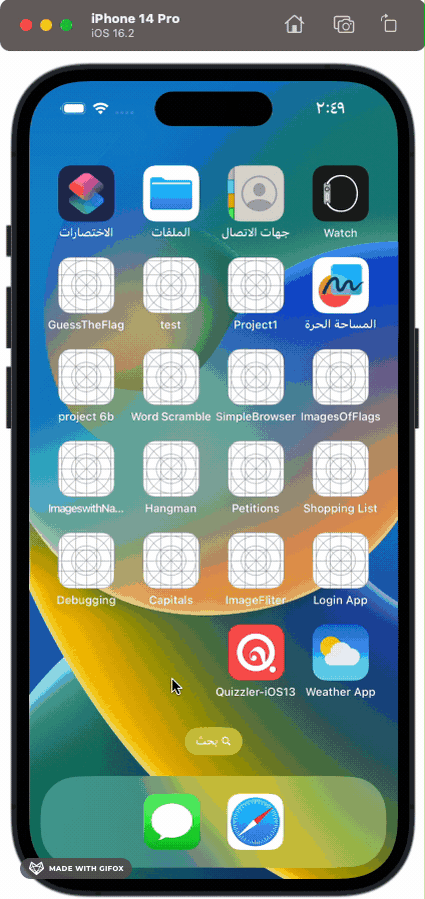 iPhone 14 Pro
iOS 16.2
٢:٤٩
Watch
جهات الاتصال
الملفات
الاختصارات
المساحة الحرة
Project1
test
GuessTheFlag
ImagesOfFlags
SimpleBrowser
Word Scramble
project 6b
Shopping List
Petitions
Hangman
ImageswithNa...
Login App
ImageFliter
Capitals
Debugging
Weather App
Quizzler-iOS13
بحث
MADE WITH GIFOX